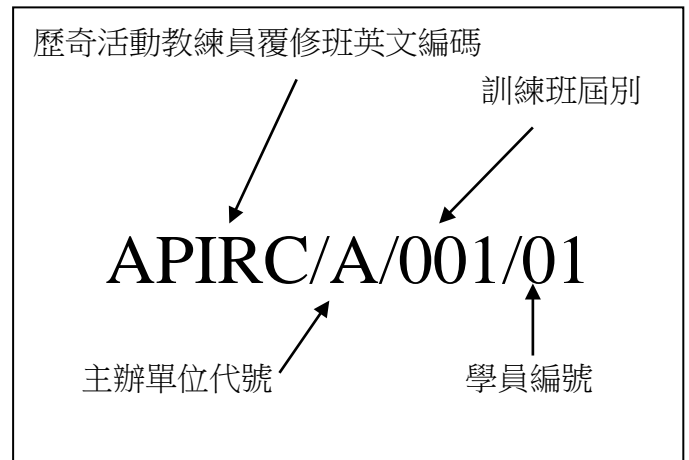 歷奇活動教練員覆修班英文編碼
訓練班屆別
APIRC/A/001/01
主辦單位代號
學員編號